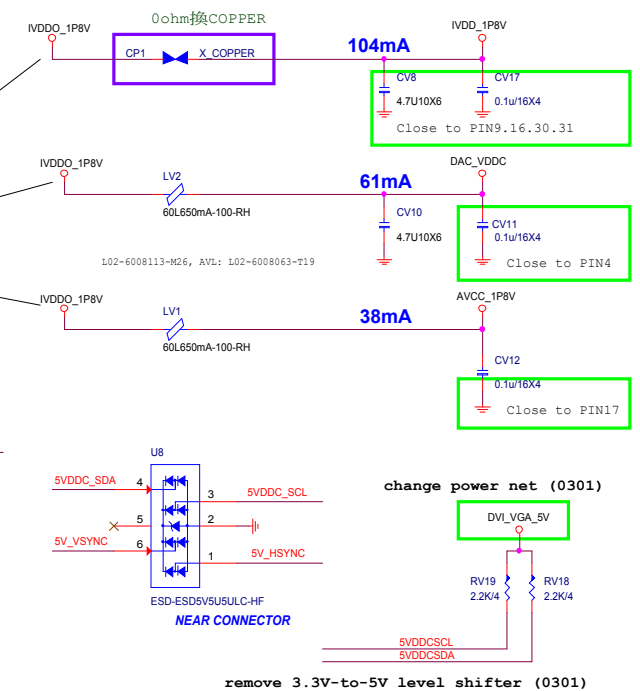 0ohm換COPPER
IVDDO_1P8V
IVDD_1P8V
CP1
X_COPPER
104mA
CV8
4.7U10X6
CV17
0.1u/16X4
Close to PIN9.16.30.31
IVDDO_1P8V
DAC_VDDC
LV2
60L650mA-100-RH
61mA
CV10
4.7U10X6
CV11
0.1u/16X4
Close to PIN4
L02-6008113-M26, AVL: L02-6008063-T19
IVDDO_1P8V
AVCC_1P8V
LV1
60L650mA-100-RH
38mA
CV12
0.1u/16X4
Close to PIN17
U8
5VDDC_SDA
4
3
5VDDC_SCL
5
2
5V_VSYNC
6
1
5V_HSYNC
ESD-ESD5V5U5ULC-HF
NEAR CONNECTOR
change power net (0301)
DVI_VGA_5V
RV19
2.2K/4
RV18
2.2K/4
5VDDCSCL
5VDDCSDA
remove 3.3V-to-5V level shifter (0301)